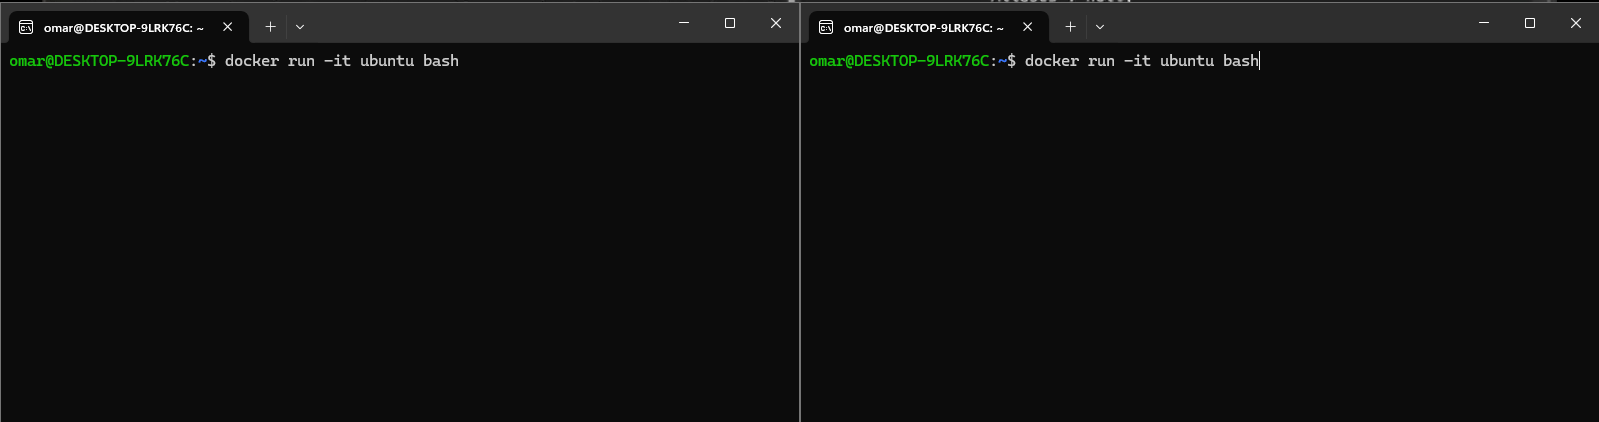 omar@DESKTOP-9LRK76C: ~
omar@DESKTOP-9LRK76C:~$ docker run -it ubuntu bash
omar@DESKTOP-9LRK76C: ~
omar@DESKTOP-9LRK76C:~$ docker run -it ubuntu bash